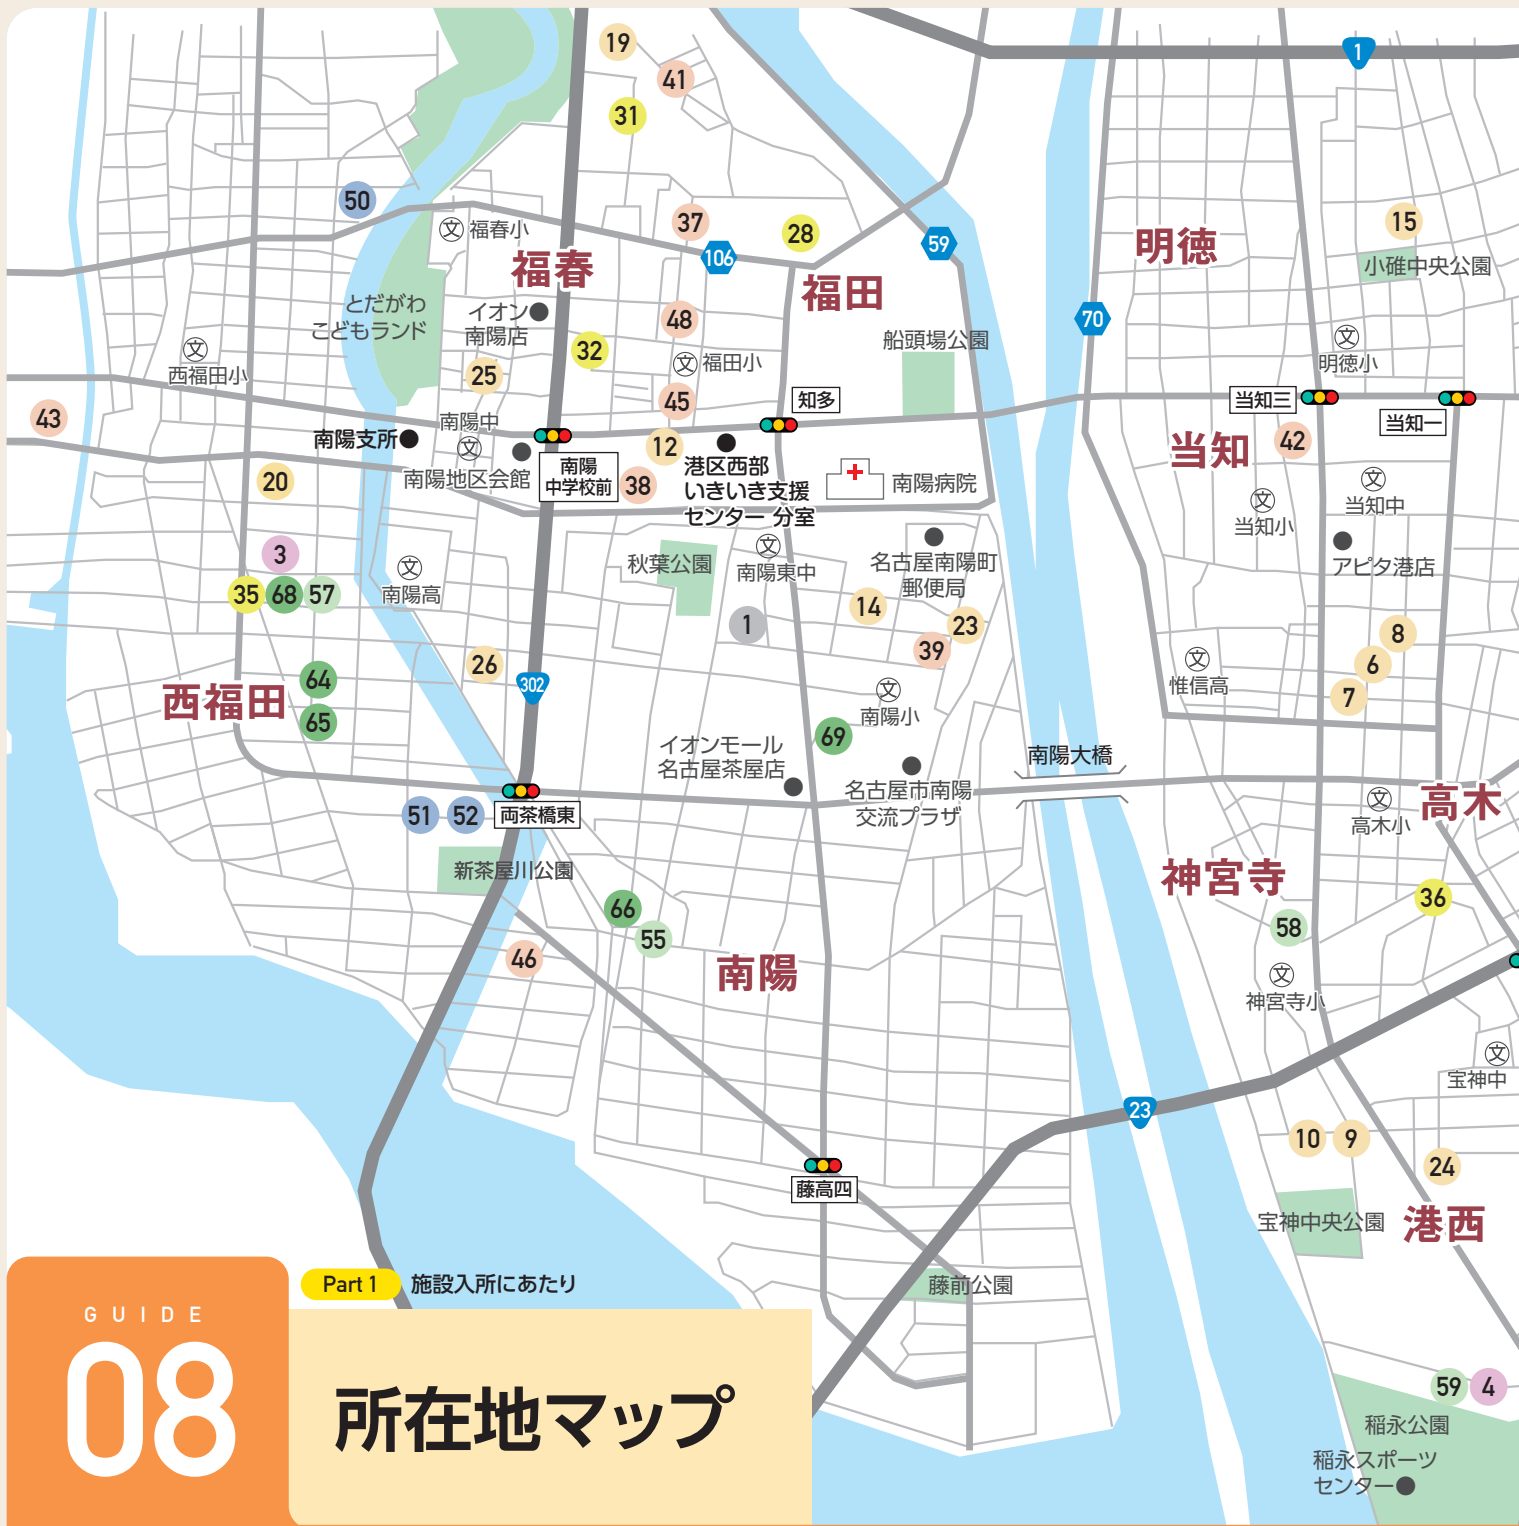 19
41
31
1
50
37
28
15
福春小
106
59
明徳
小碓中央公園
福春
福田
とだがわ
こどもランド
イオン
南陽店
48
70
32
船頭場公園
明徳小
西福田小
25
福田小
43
45
知多
当知三
当知一
南陽中
南陽支所
12
42
当知
南陽地区会館
南陽
中学校前
38
港区西部
いきいき支援
センター 分室
南陽病院
20
当知小
当知中
3
秋葉公園
南陽東中
名古屋南陽町
郵便局
アピタ港店
35
68
57
南陽高
1
14
23
39
8
6
7
26
64
302
惟信高
西福田
65
南陽小
69
イオンモール
名古屋茶屋店
南陽大橋
名古屋市南陽
交流プラザ
51
52
両茶橋東
高木
高木小
新茶屋川公園
神宮寺
36
66
55
58
46
南陽
神宮寺小
宝神中
23
10
9
24
藤高四
宝神中央公園
港西
藤前公園
59
4
稲永公園
稲永スポーツ
センター
文
文
文
文
文
文
文
文
文
文
文
文
文
文
GUIDE
08
Part 1
施設入所にあたり
所在地マップ